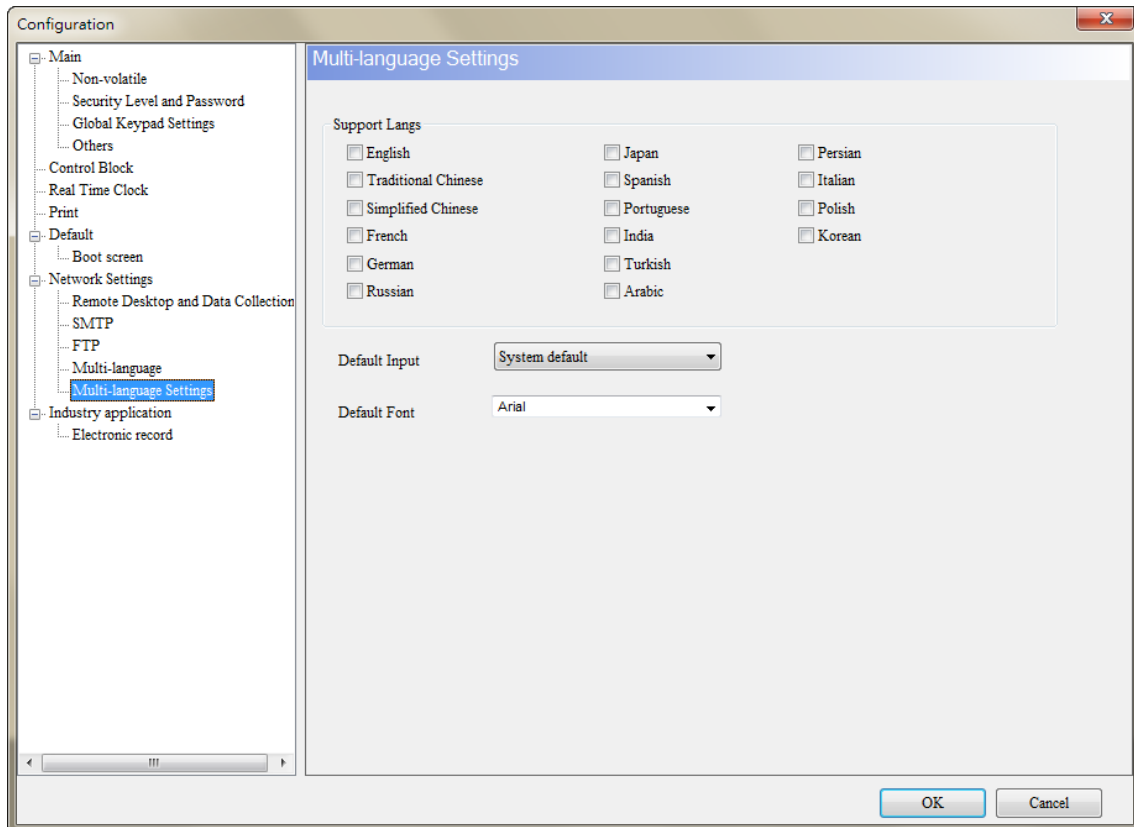 Configuration
Main
Non-volatile
Security Level and Password
Global Keypad Settings
Others
Control Block
Real Time Clock
Print
Default
Boot screen
Network Settings
Remote Desktop and Data Collection
SMTP
FTP
Multi-language
Multi-language Settings
Industry application
Electronic record
Multi-language Settings
Support Langs
English Japan Persian
Traditional Chinese Spanish Italian
Simplified Chinese Portuguese Polish
French India Korean
German Turkish
Russian Arabic
Default Input System default
Default Font Arial
OK Cancel